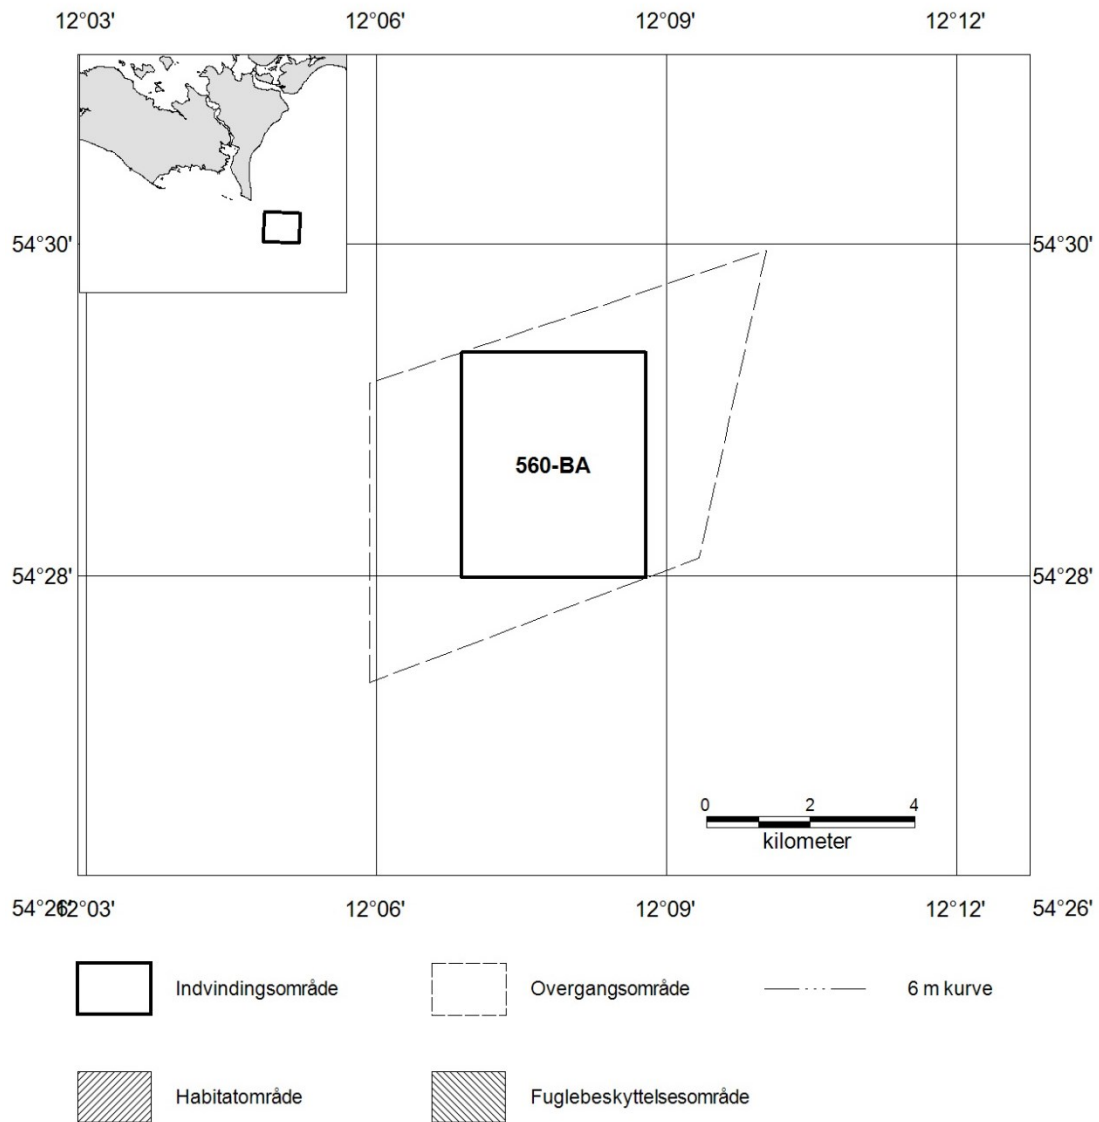 12°03' 12°06' 12°09' 12°12'
54°30' 54°30'
560-BA
54°28' 54°28'
0 2 4
kilometer
54°26' 12°03' 12°06' 12°09' 12°12' 54°26'
Indvindingsområde Overgangsområde 6 m kurve
Habitatområde Fuglebeskyttelsesområde